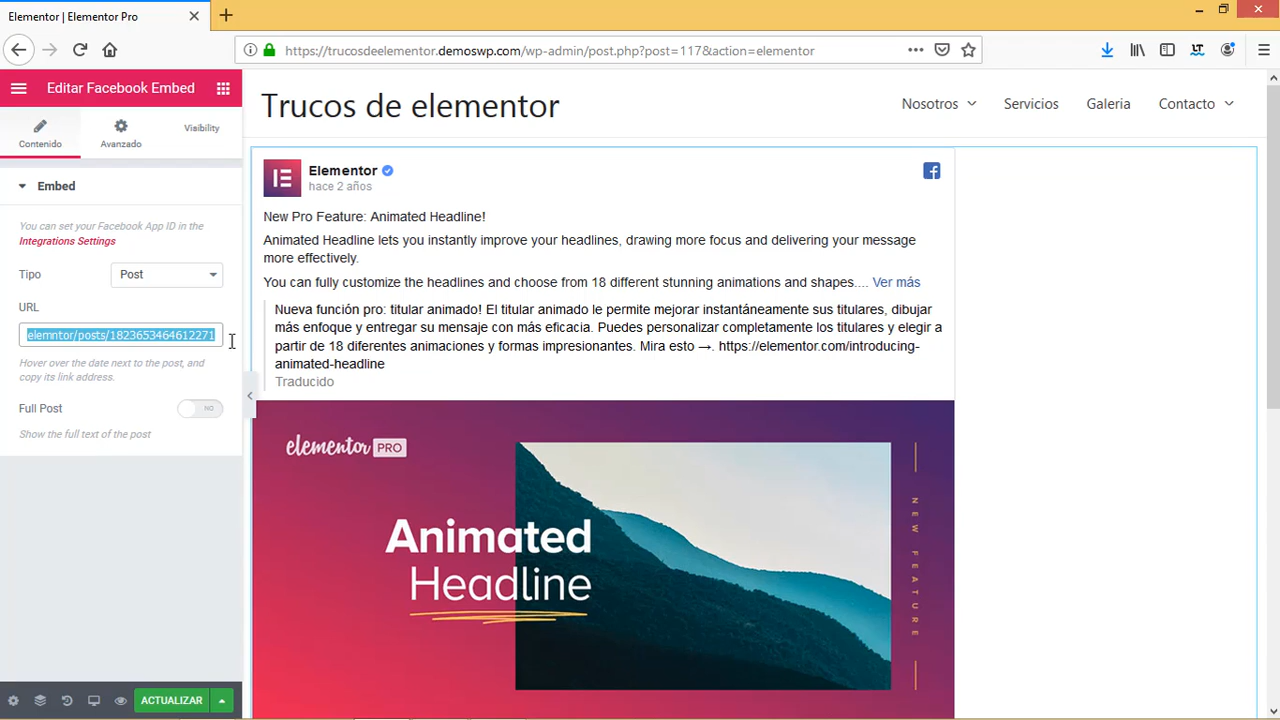 Elementor | Elementor Pro
https://trucosdeelementor.demoswp.com/wp-admin/post.php?post=117&action=elementor
Editar Facebook Embed
Contenido
Avanzado
Visibility
Embed
You can set your Facebook App ID in the
Integrations Settings
Tipo
Post
URL
elemntor/posts/1823653464612271
Hover over the date next to the post, and
copy its link address.
Full Post
NO
Show the full text of the post
ACTUALIZAR
Trucos de elementor
Nosotros
Servicios
Galeria
Contacto
Elementor
hace 2 años
New Pro Feature: Animated Headline!
Animated Headline lets you instantly improve your headlines, drawing more focus and delivering your message
more effectively.
You can fully customize the headlines and choose from 18 different stunning animations and shapes.... Ver más
Nueva función pro: titular animado! El titular animado le permite mejorar instantáneamente sus titulares, dibujar
más enfoque y entregar su mensaje con más eficacia. Puedes personalizar completamente los titulares y elegir a
partir de 18 diferentes animaciones y formas impresionantes. Mira esto →. https://elementor.com/introducing-
animated-headline
Traducido
elementor PRO
Animated
Headline
NEW FEATURE